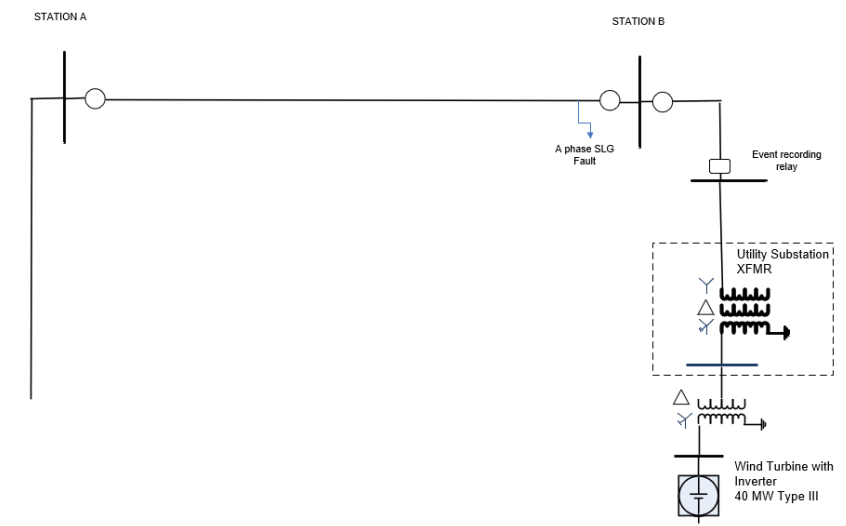 STATION A
STATION B
A phase SLG
Fault
Event recording
relay
Utility Substation
XFMR
Wind Turbine with
Inverter
40 MW Type III